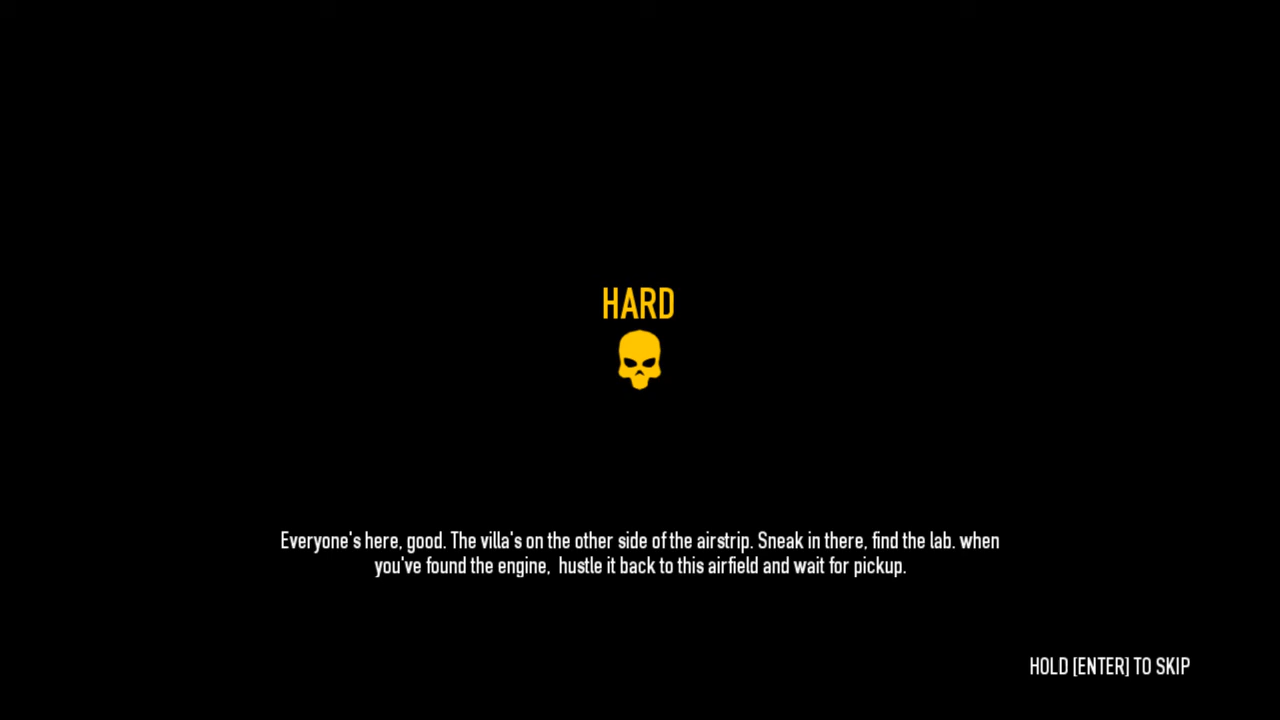 HARD
Everyone's here, good. The villa's on the other side of the airstrip. Sneak in there, find the lab. when
you've found the engine,  hustle it back to this airfield and wait for pickup.
HOLD [ENTER] TO SKIP